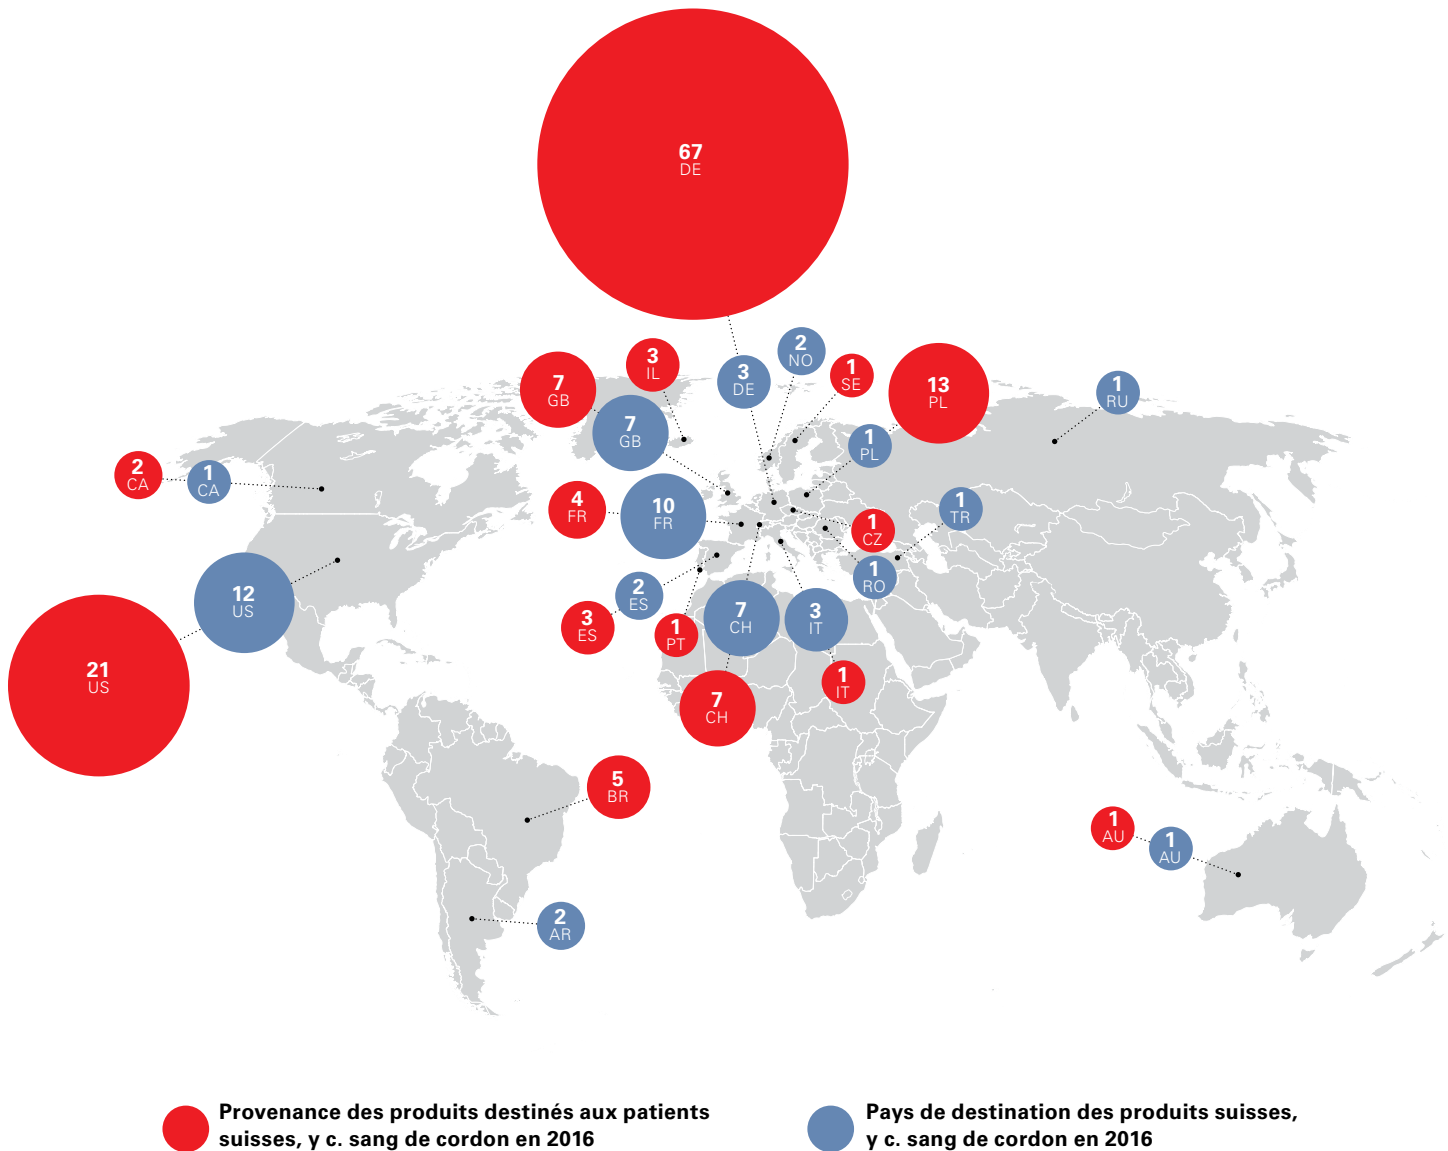 67
DE
2
NO
3
IL
3
DE
1
SE
13
PL
1
RU
7
GB
7
GB
1
PL
2
CA
1
CA
4
FR
10
FR
1
CZ
1
TR
1
RO
12
US
2
ES
3
ES
1
PT
7
CH
3
IT
21
US
7
CH
1
IT
5
BR
1
AU
1
AU
2
AR
Provenance des produits destinés aux patients
suisses, y c. sang de cordon en 2016
Pays de destination des produits suisses,
y c. sang de cordon en 2016